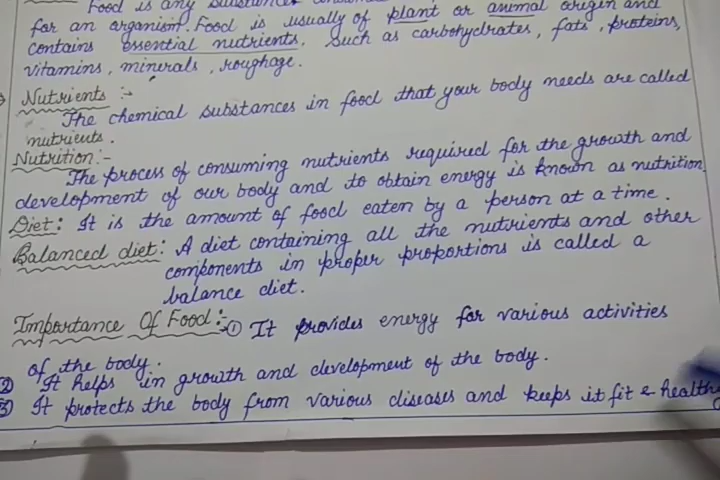 Food is any substance
for an organism. Food is usually of plant or animal origin and
contains essential nutrients. Such as carbohydrates, fats, proteins,
vitamins, minerals, roughage.
Nutrients :-
The chemical substances in food that your body needs are called
nutrients.
Nutrition :-
The process of consuming nutrients required for the growth and
development of our body and to obtain energy is known as nutrition.
Diet: It is the amount of food eaten by a person at a time.
Balanced diet: A diet containing all the nutrients and other
components in proper proportions is called a
balance diet.
Importance Of Food:- ① It provides energy for various activities
of the body.
② It helps in growth and development of the body.
③ It protects the body from various diseases and keeps it fit & healthy